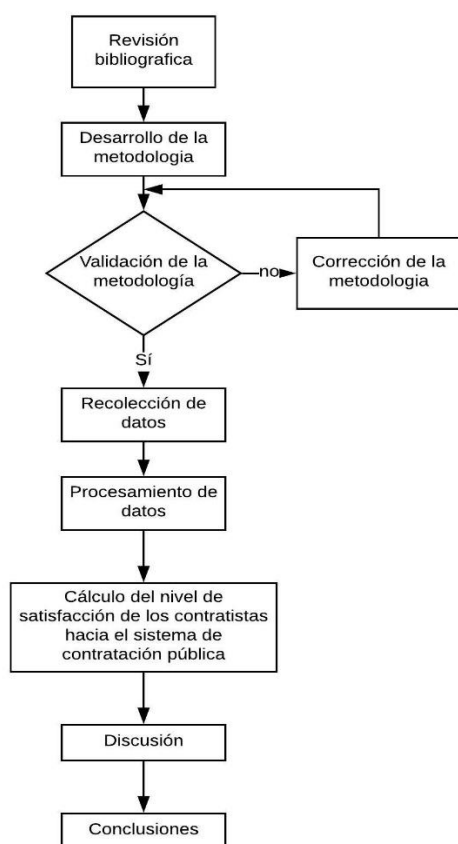 Revisión
bibliografica
Desarrollo de la
metodologia
Validación de la
metodología
no
Corrección de la
metodologia
Sí
Recolección de
datos
Procesamiento de
datos
Cálculo del nivel de
satisfacción de los contratistas
hacia el sistema de
contratación pública
Discusión
Conclusiones